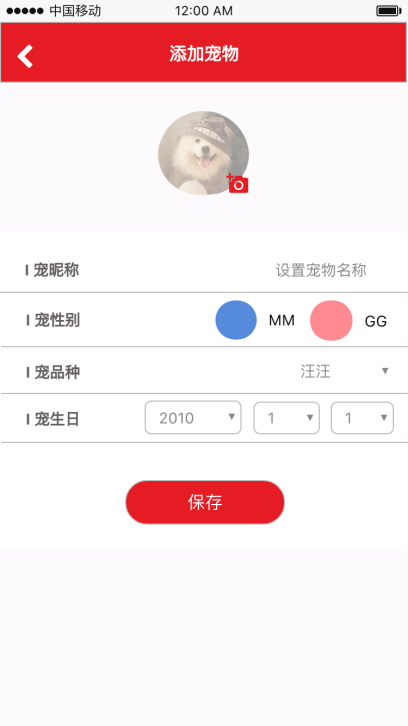 中国移动 12:00 AM
添加宠物
I 宠昵称 设置宠物名称
I 宠性别 MM GG
I 宠品种 汪汪
I 宠生日 2010 1 1
保存